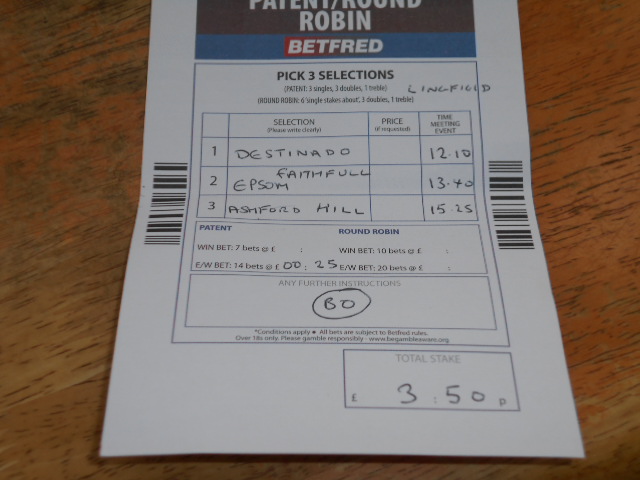 PATENT/ROUND
ROBIN
BETFRED
PICK 3 SELECTIONS
(PATENT: 3 singles, 3 doubles, 1 treble)
LINGFIELD
(ROUND ROBIN: 6 'single stakes about', 3 doubles, 1 treble)
SELECTION (Please write clearly) PRICE (if requested) TIME MEETING EVENT
1 DESTINADO 12.10
2 EPSOM FAITHFULL 13.40
3 ASHFORD HILL 15.25
PATENT ROUND ROBIN
WIN BET: 7 bets @ £ : WIN BET: 10 bets @ £ :
E/W BET: 14 bets @ £ 00 : 25 E/W BET: 20 bets @ £ :
ANY FURTHER INSTRUCTIONS
BO
*Conditions apply • All bets are subject to Betfred rules.
Over 18s only. Please gamble responsibly - www.begambleaware.org
TOTAL STAKE
£ 3 : 50 p